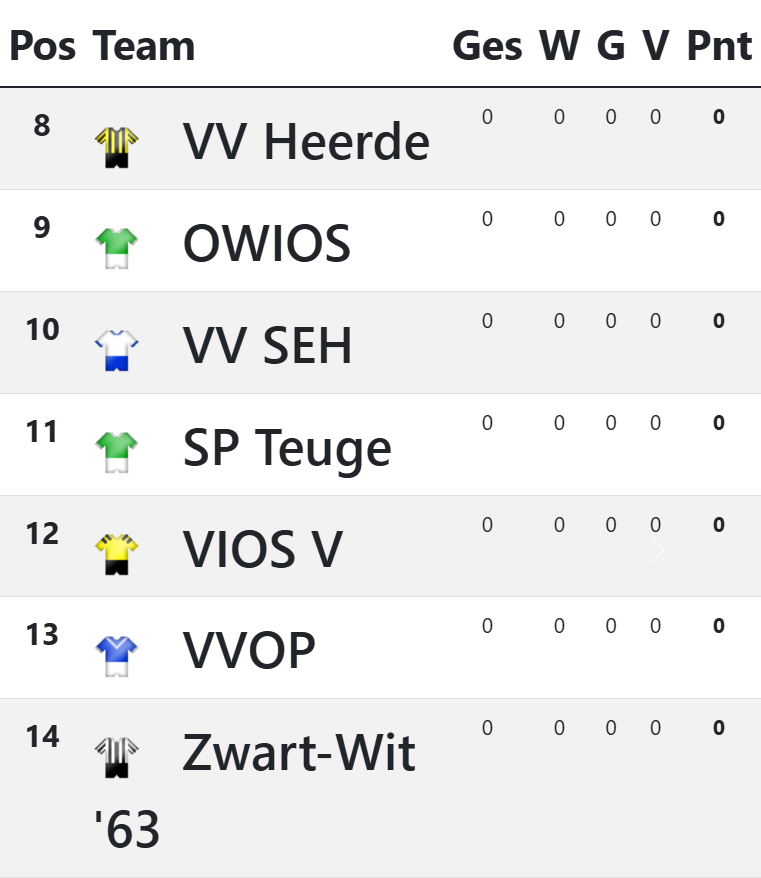 Pos Team Ges W G V Pnt
8 VV Heerde 0 0 0 0 0
9 OWIOS 0 0 0 0 0
10 VV SEH 0 0 0 0 0
11 SP Teuge 0 0 0 0 0
12 VIOS V 0 0 0 0 0
13 VVOP 0 0 0 0 0
14 Zwart-Wit 0 0 0 0 0
'63